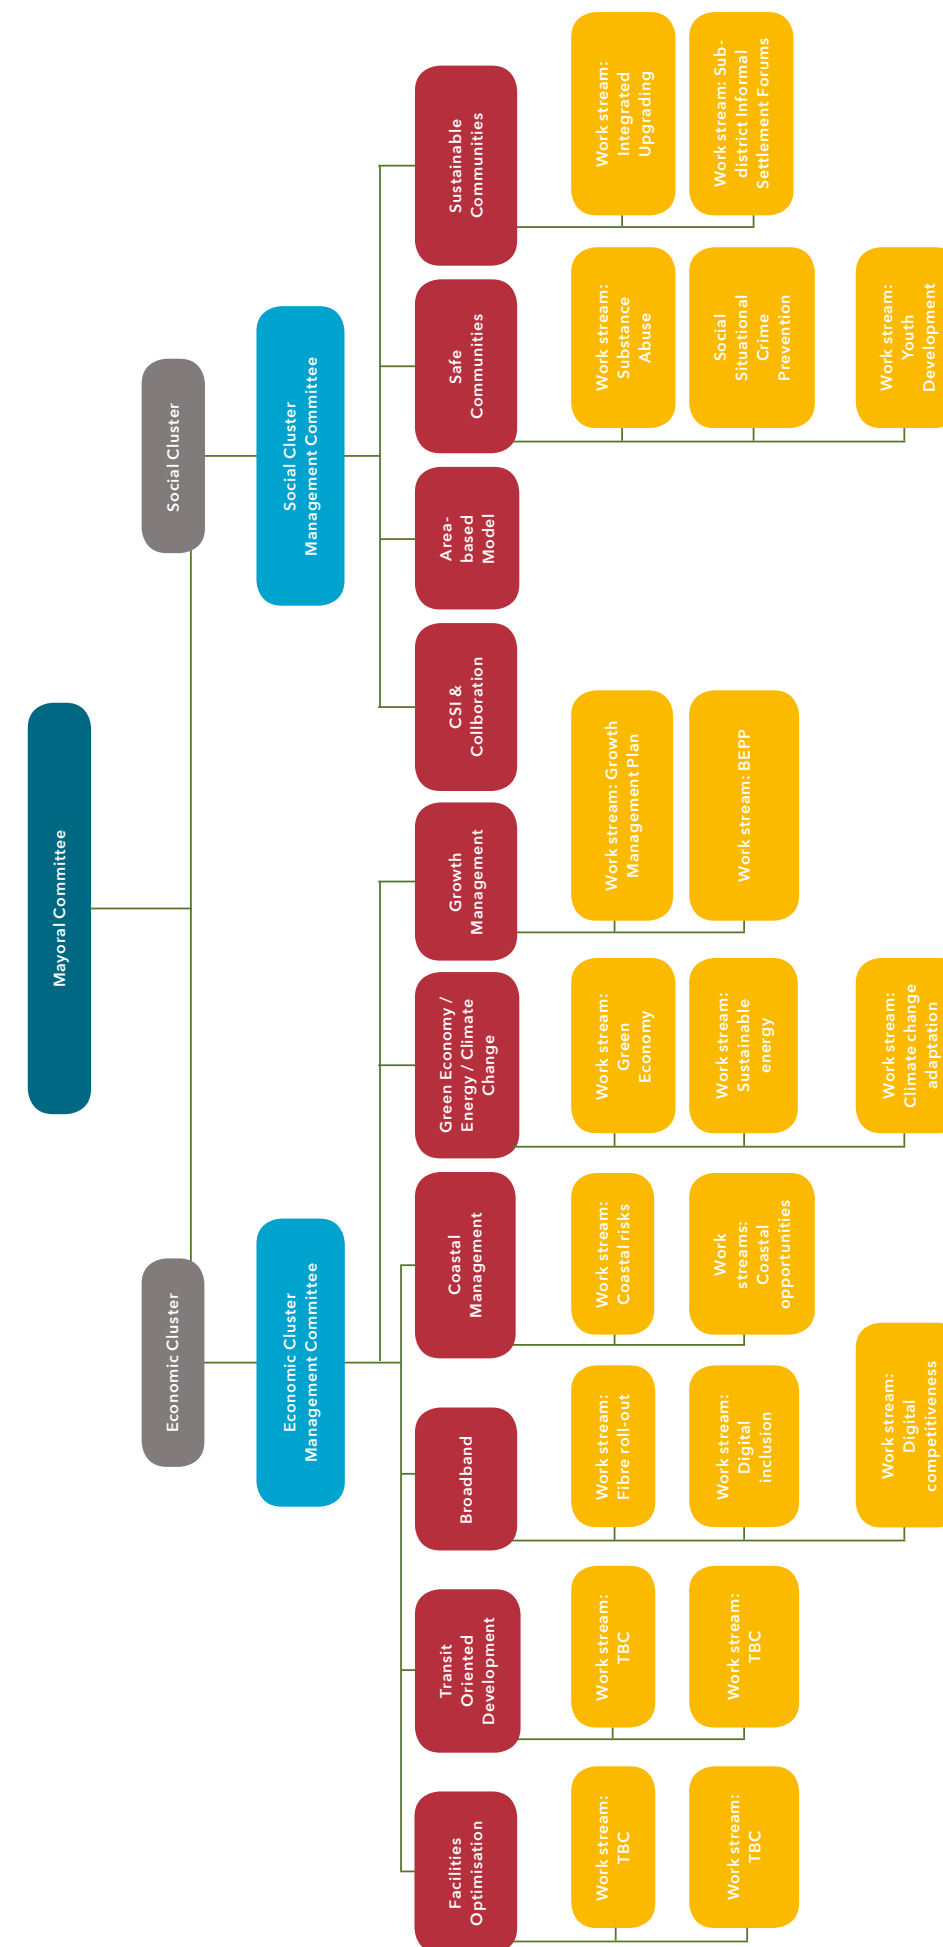 Mayoral Committee
Economic Cluster
Social Cluster
Economic Cluster
Management Committee
Social Cluster
Management Committee
Facilities
Optimisation
Transit
Oriented
Development
Broadband
Coastal
Management
Green Economy /
Energy / Climate
Change
Growth
Management
CSI &
Collboration
Area-
based
Model
Safe
Communities
Sustainable
Communities
Work stream:
TBC
Work stream:
TBC
Work stream:
Fibre roll-out
Work stream:
Coastal risks
Work stream:
Green
Economy
Work stream: Growth
Management Plan
Work stream:
Substance
Abuse
Work stream:
Integrated
Upgrading
Work stream:
TBC
Work stream:
TBC
Work stream:
Digital
inclusion
Work
streams:
Coastal
opportunities
Work stream:
Sustainable
energy
Work stream: BEPP
Social
Situational
Crime
Prevention
Work stream: Sub-
district Informal
Settlement Forums
Work stream:
Digital
competitiveness
Work stream:
Climate change
adaptation
Work stream:
Youth
Development